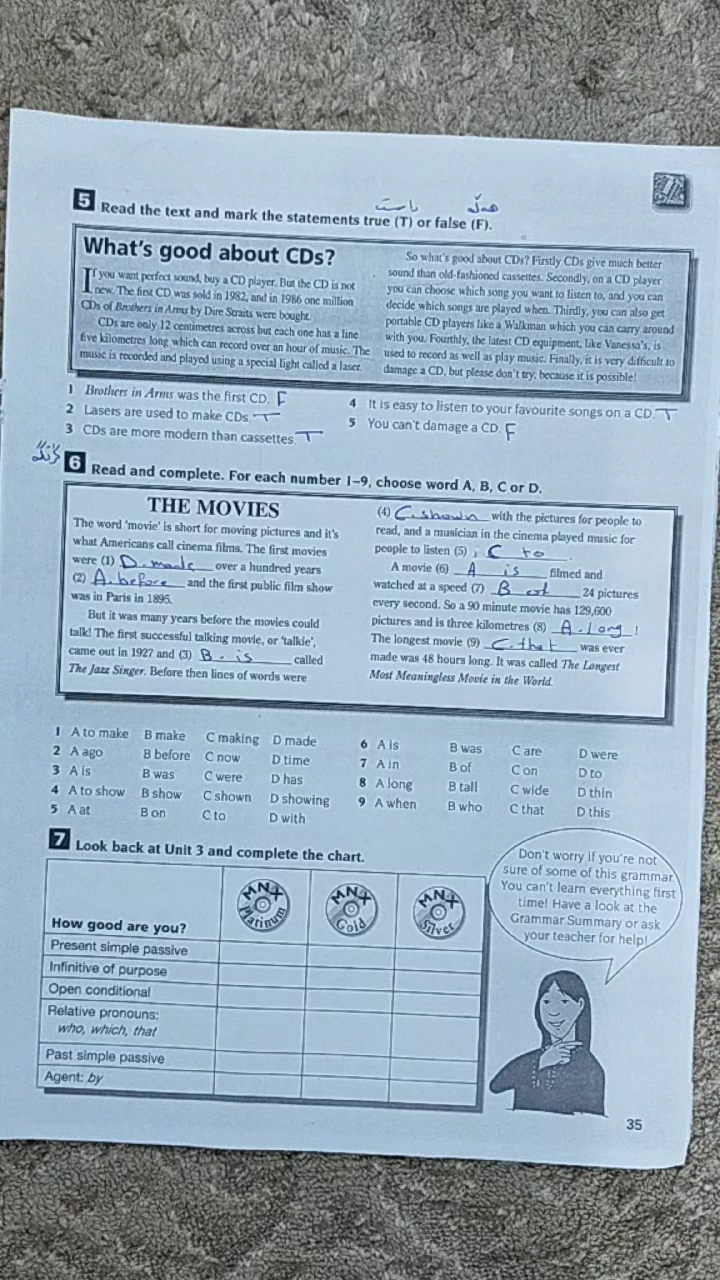 راست هەڵە
5 Read the text and mark the statements true (T) or false (F).
What's good about CDs?
If you want perfect sound, buy a CD player. But the CD is not
new. The first CD was sold in 1982, and in 1986 one million
CDs of Brothers in Arms by Dire Straits were bought.
CDs are only 12 centimetres across but each one has a line
five kilometres long which can record over an hour of music. The
music is recorded and played using a special light called a laser.
So what's good about CDs? Firstly CDs give much better
sound than old-fashioned cassettes. Secondly, on a CD player
you can choose which song you want to listen to, and you can
decide which songs are played when. Thirdly, you can also get
portable CD players like a Walkman which you can carry around
with you. Fourthly, the latest CD equipment, like Vanessa's, is
used to record as well as play music. Finally, it is very difficult to
damage a CD, but please don't try, because it is possible!
1 Brothers in Arms was the first CD. F
2 Lasers are used to make CDs. T
3 CDs are more modern than cassettes. T
4 It is easy to listen to your favourite songs on a CD. T
5 You can't damage a CD. F
6 Read and complete. For each number 1–9, choose word A, B, C or D.
THE MOVIES
The word 'movie' is short for moving pictures and it's
what Americans call cinema films. The first movies
were (1) D. made over a hundred years
(2) A. before and the first public film show
was in Paris in 1895.
But it was many years before the movies could
talk! The first successful talking movie, or 'talkie',
came out in 1927 and (3) B. is called
The Jazz Singer. Before then lines of words were
(4) C. shown with the pictures for people to
read, and a musician in the cinema played music for
people to listen (5) C to.
A movie (6) A is filmed and
watched at a speed (7) B of 24 pictures
every second. So a 90 minute movie has 129,600
pictures and is three kilometres (8) A. long!
The longest movie (9) C. that was ever
made was 48 hours long. It was called The Longest
Most Meaningless Movie in the World.
1 A to make B make C making D made
2 A ago B before C now D time
3 A is B was C were D has
4 A to show B show C shown D showing
5 A at B on C to D with
6 A is B was C are D were
7 A in B of C on D to
8 A long B tall C wide D thin
9 A when B who C that D this
7 Look back at Unit 3 and complete the chart.
MNX Platinum MNX Gold MNX Silver
How good are you?
Present simple passive
Infinitive of purpose
Open conditional
Relative pronouns:
who, which, that
Past simple passive
Agent: by
Don't worry if you're not
sure of some of this grammar.
You can't learn everything first
time! Have a look at the
Grammar Summary or ask
your teacher for help!
35